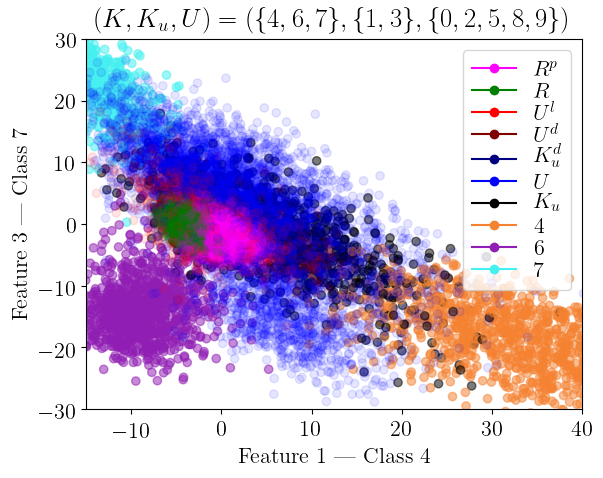 (K, K_u, U) = ({4, 6, 7}, {1, 3}, {0, 2, 5, 8, 9})
30
20
10
0
−10
−20
−30
Feature 3 — Class 7
R^p
R
U^l
U^d
K_u^d
U
K_u
4
6
7
−10
0
10
20
30
40
Feature 1 — Class 4